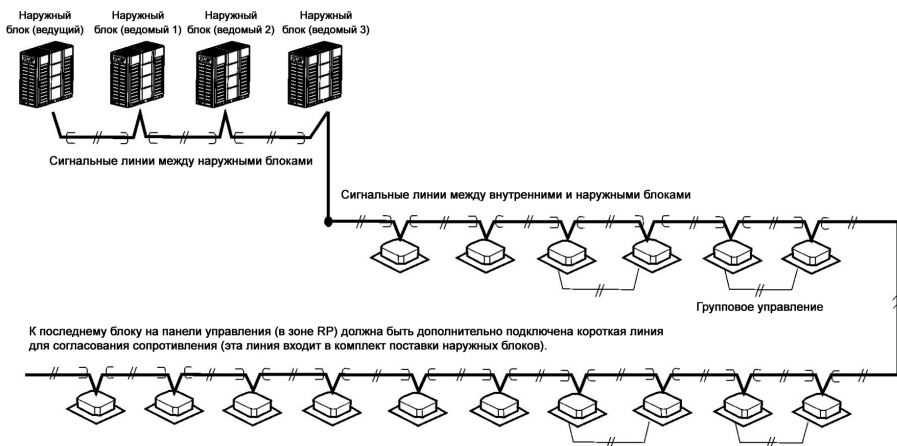 Наружный
блок (ведущий)
Наружный
блок (ведомый 1)
Наружный
блок (ведомый 2)
Наружный
блок (ведомый 3)
Сигнальные линии между наружными блоками
Сигнальные линии между внутренними и наружными блоками
Групповое управление
К последнему блоку на панели управления (в зоне RP) должна быть дополнительно подключена короткая линия
для согласования сопротивления (эта линия входит в комплект поставки наружных блоков).